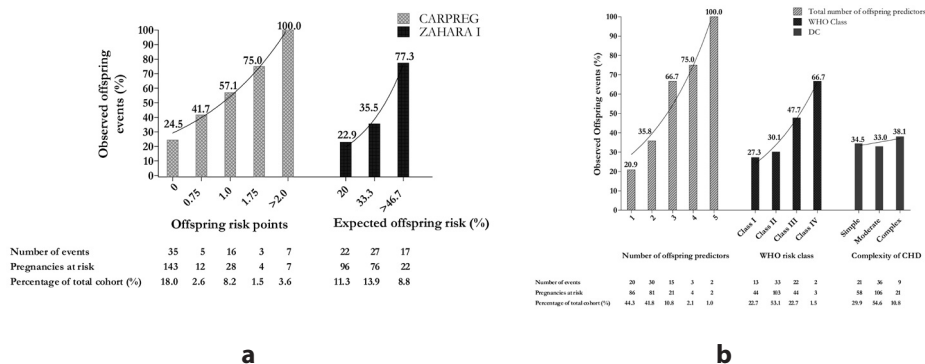 CARPREG
ZAHARA I
Observed offspring
events (%)
100
90
80
70
60
50
40
30
20
10
0
24.5
41.7
57.1
75.0
100.0
22.9
35.5
77.3
0
0.75
1.0
1.75
>2.0
20
33.3
>46.7
Offspring risk points
Expected offspring risk (%)
Number of events 35 5 16 3 7 22 27 17
Pregnancies at risk 143 12 28 4 7 96 76 22
Percentage of total cohort (%) 18.0 2.6 8.2 1.5 3.6 11.3 13.9 8.8
a
Total number of offspring predictors
WHO Class
DC
Observed Offspring events (%)
100
90
80
70
60
50
40
30
20
10
0
20.9
35.8
66.7
75.0
100.0
27.3
30.1
47.7
66.7
34.5
33.0
38.1
1
2
3
4
5
Class I
Class II
Class III
Class IV
Simple
Moderate
Complex
Number of offspring predictors
WHO risk class
Complexity of CHD
Number of events 20 30 15 3 2 13 33 22 2 21 36 9
Pregnancies at risk 86 81 21 4 2 44 103 44 3 58 106 21
Percentage of total cohort (%) 44.3 41.8 10.8 2.1 1.0 22.7 53.1 22.7 1.5 29.9 54.6 10.8
b